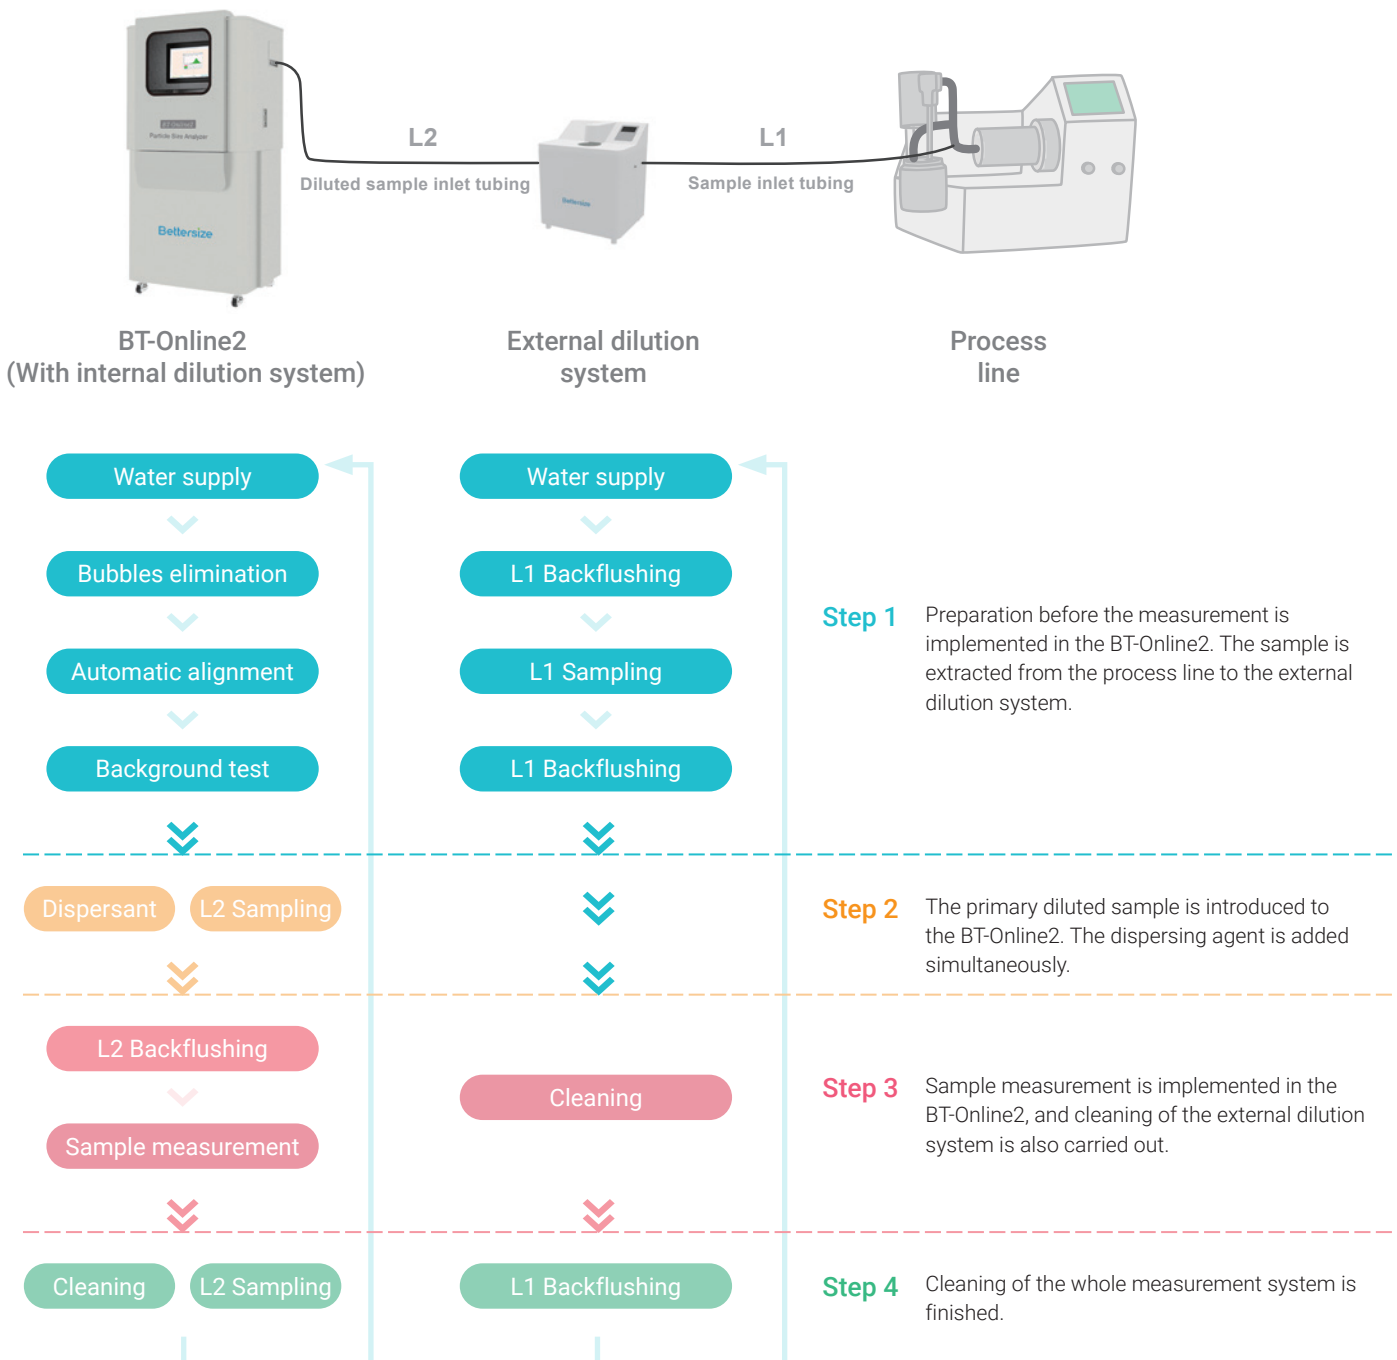 BT-Online2
Particle Size Analyzer
Bettersize
L2
Diluted sample inlet tubing
Bettersize
L1
Sample inlet tubing
BT-Online2
(With internal dilution system)
External dilution
system
Process
line
Water supply
Bubbles elimination
Automatic alignment
Background test
Water supply
L1 Backflushing
L1 Sampling
L1 Backflushing
Step 1
Preparation before the measurement is
implemented in the BT-Online2. The sample is
extracted from the process line to the external
dilution system.
Dispersant
L2 Sampling
Step 2
The primary diluted sample is introduced to
the BT-Online2. The dispersing agent is added
simultaneously.
L2 Backflushing
Sample measurement
Cleaning
Step 3
Sample measurement is implemented in the
BT-Online2, and cleaning of the external dilution
system is also carried out.
Cleaning
L2 Sampling
L1 Backflushing
Step 4
Cleaning of the whole measurement system is
finished.